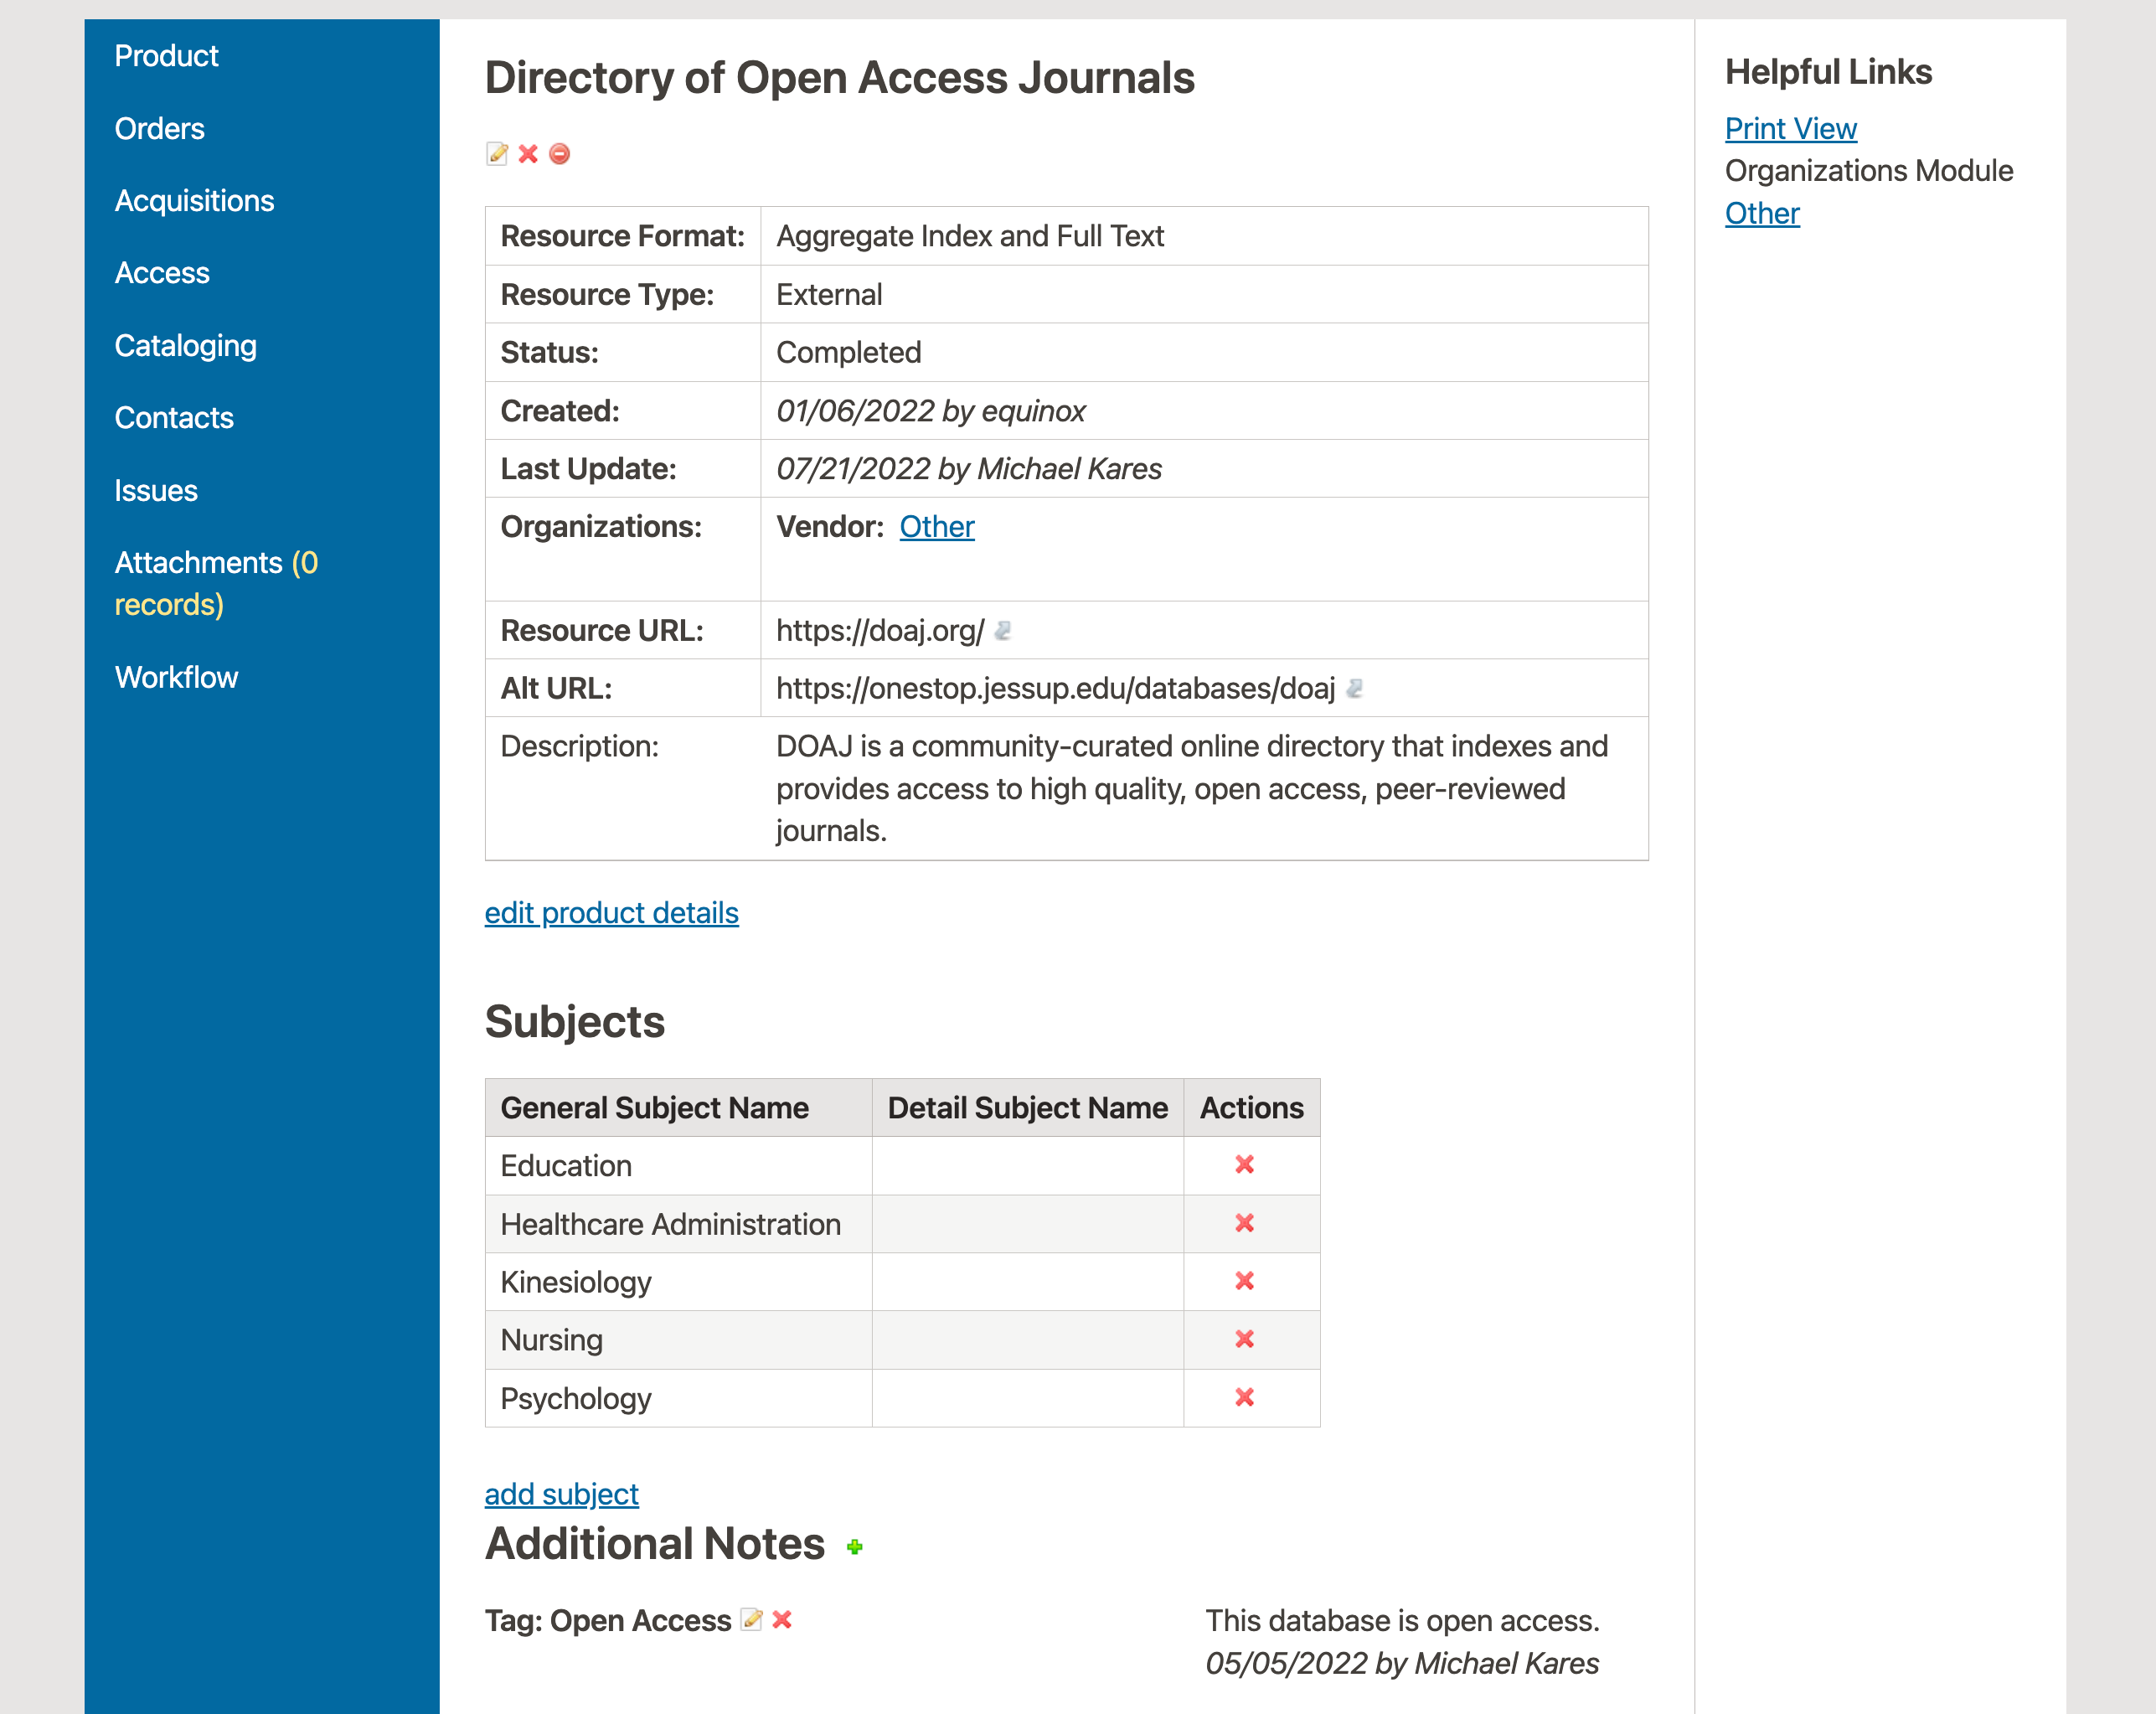 Product
Orders
Acquisitions
Access
Cataloging
Contacts
Issues
Attachments (0
records)
Workflow
Directory of Open Access Journals
Resource Format: Aggregate Index and Full Text
Resource Type: External
Status: Completed
Created: 01/06/2022 by equinox
Last Update: 07/21/2022 by Michael Kares
Organizations: Vendor: Other
Resource URL: https://doaj.org/
Alt URL: https://onestop.jessup.edu/databases/doaj
Description: DOAJ is a community-curated online directory that indexes and
provides access to high quality, open access, peer-reviewed
journals.
edit product details
Subjects
General Subject Name Detail Subject Name Actions
Education
Healthcare Administration
Kinesiology
Nursing
Psychology
add subject
Additional Notes
Tag: Open Access This database is open access.
05/05/2022 by Michael Kares
Helpful Links
Print View
Organizations Module
Other